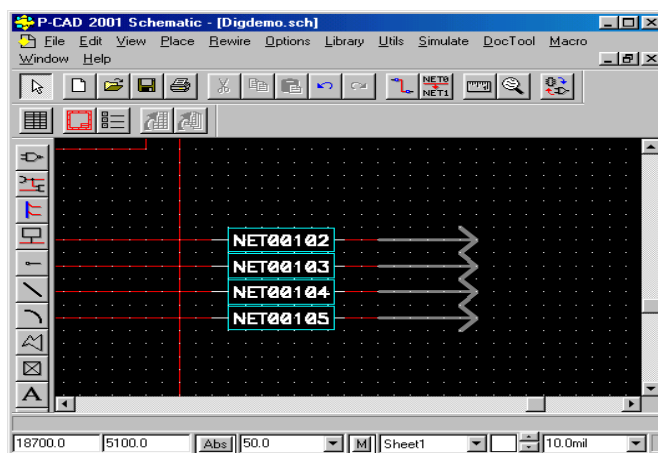 P-CAD 2001 Schematic - [Digdemo.sch]
File Edit View Place Rewire Options Library Utils Simulate DocTool Macro
Window Help
NET0
NET1
NET00102
NET00103
NET00104
NET00105
A
18700.0 5100.0 Abs 50.0 M Sheet1 10.0mil